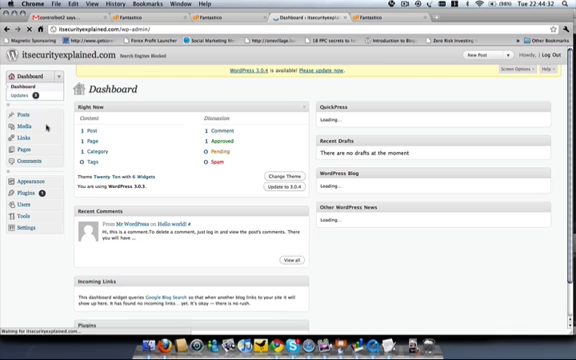 Chrome File Edit View History Bookmarks Window Help
Tue 22:44:32
Fantastico
Fantastico
Dashboard ‹ itsecurityexplained
Fantastico
itsecurityexplained.com/wp-admin/
Magnetic Sponsoring
Forex Profit Launcher
Social Marketing
18 PPC secrets to
Introduction to Blog
Zero Risk Investing
Other Bookmarks
itsecurityexplained.com Search Engines Blocked
New Post
Log Out
WordPress 3.0.4 is available! Please update now.
Screen Options
Help
Dashboard
Dashboard
Updates
Posts
Media
Links
Pages
Comments
Appearance
Plugins
Users
Tools
Settings
Dashboard
Right Now
Content
Discussion
1 Post
1 Comment
1 Page
1 Approved
1 Category
0 Pending
0 Tags
0 Spam
Theme Twenty Ten with 6 Widgets
Change Theme
You are using WordPress 3.0.3.
Update to 3.0.4
Recent Comments
From Mr WordPress on Hello world! #
Hi, this is a comment.To delete a comment, just log in and view the post's comments. There
you will have ...
View all
Incoming Links
This dashboard widget queries Google Blog Search so that when another blog links to your site it will
show up here. It has found no incoming links... yet. It's okay — there is no rush.
Plugins
QuickPress
Loading...
Recent Drafts
There are no drafts at the moment
WordPress Blog
Loading...
Other WordPress News
Loading...
Waiting for itsecurityexplained.com...